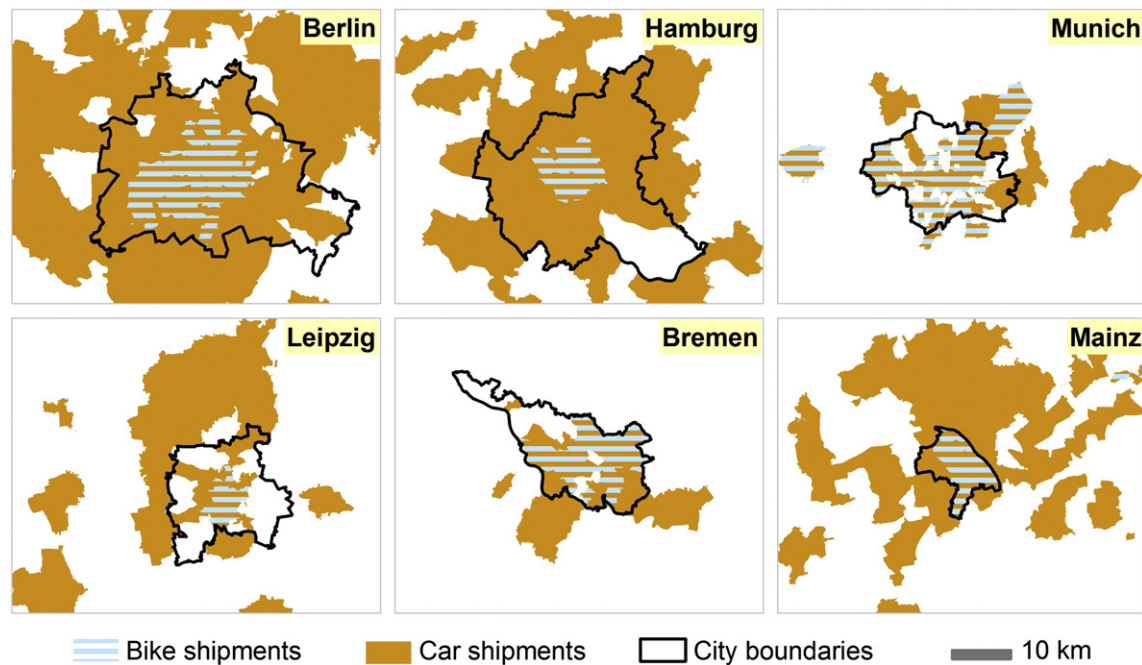 Berlin
Hamburg
Munich
Leipzig
Bremen
Mainz
Bike shipments
Car shipments
City boundaries
10 km